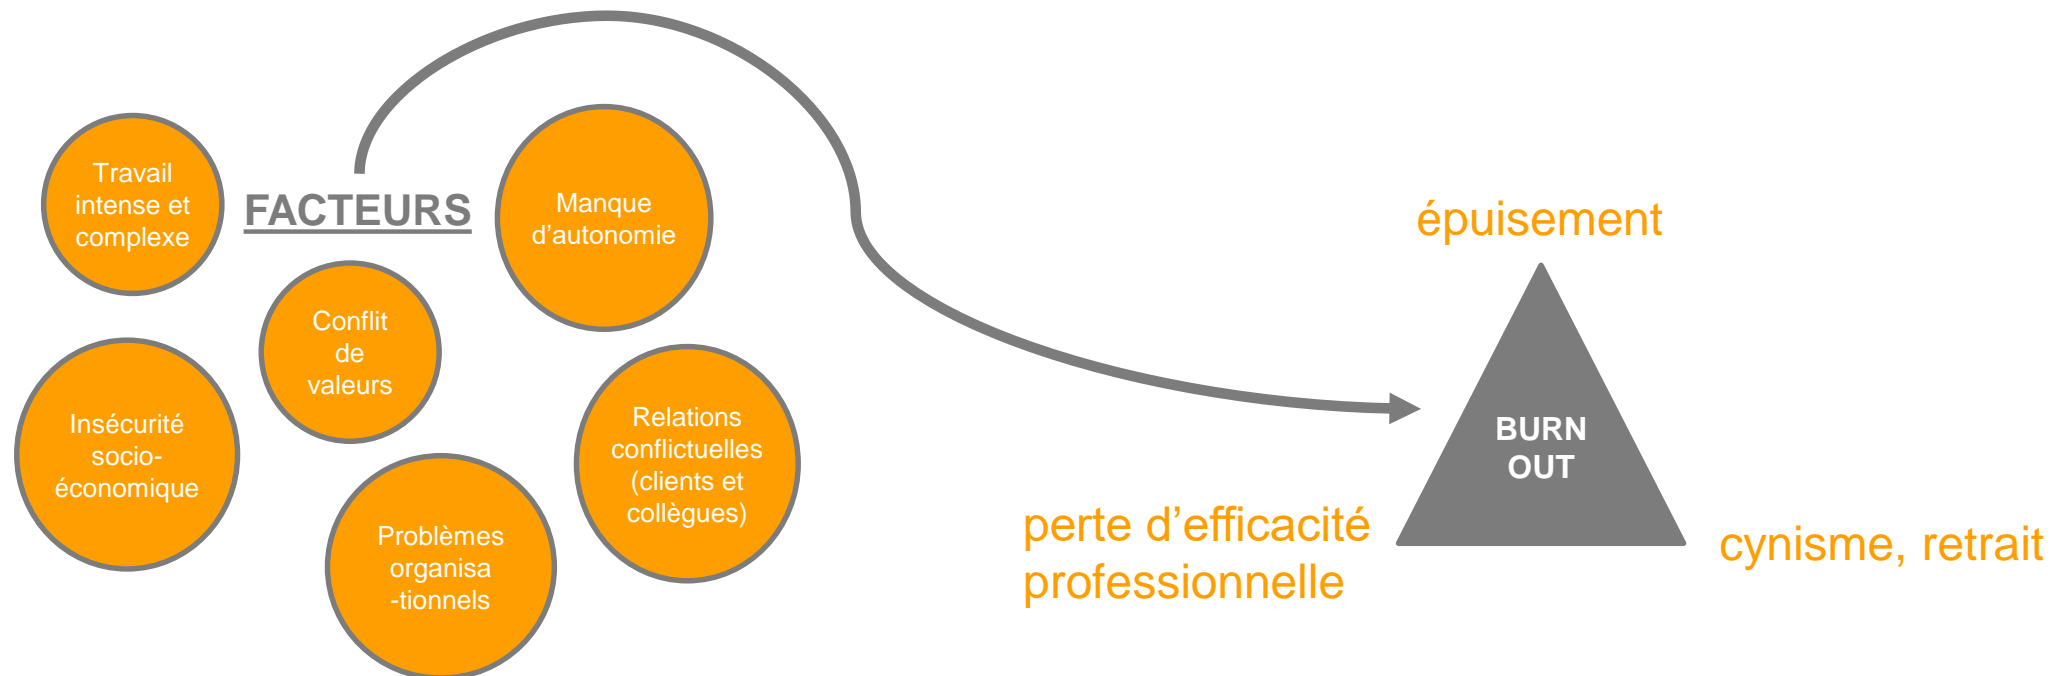 Travail
intense et
complexe
FACTEURS
Manque
d’autonomie
Conflit
de
valeurs
Insécurité
socio-
économique
Relations
conflictuelles
(clients et
collègues)
Problèmes
organisa
-tionnels
épuisement
BURN
OUT
perte d’efficacité
professionnelle
cynisme, retrait